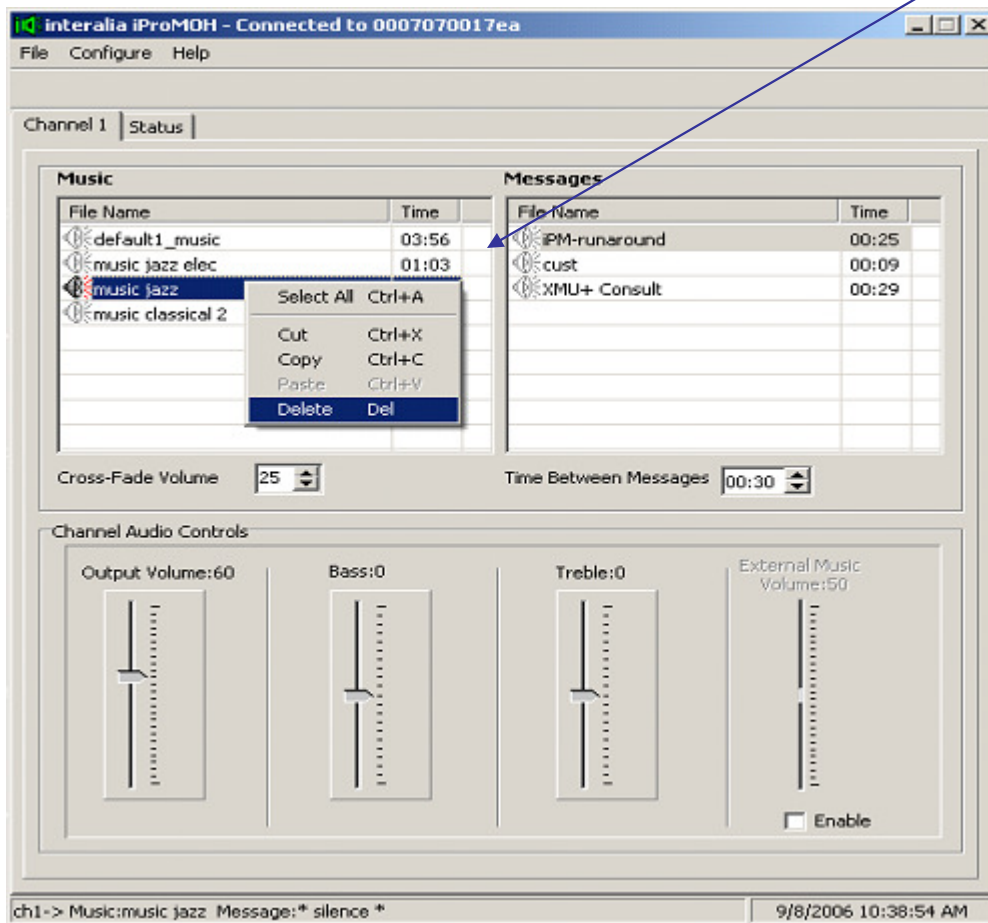 interalia iProMOH - Connected to 0007070017ea
File Configure Help
Channel 1 Status
Music
File Name Time
default1_music 03:56
music jazz elec 01:03
music jazz
music classical 2
Select All Ctrl+A
Cut Ctrl+X
Copy Ctrl+C
Paste Ctrl+V
Delete Del
Messages
File Name Time
iPM-runaround 00:25
cust 00:09
XMU+ Consult 00:29
Cross-Fade Volume 25
Time Between Messages 00:30
Channel Audio Controls
Output Volume:60
Bass:0
Treble:0
External Music
Volume:50
Enable
ch1-> Music:music jazz Message:* silence *
9/8/2006 10:38:54 AM